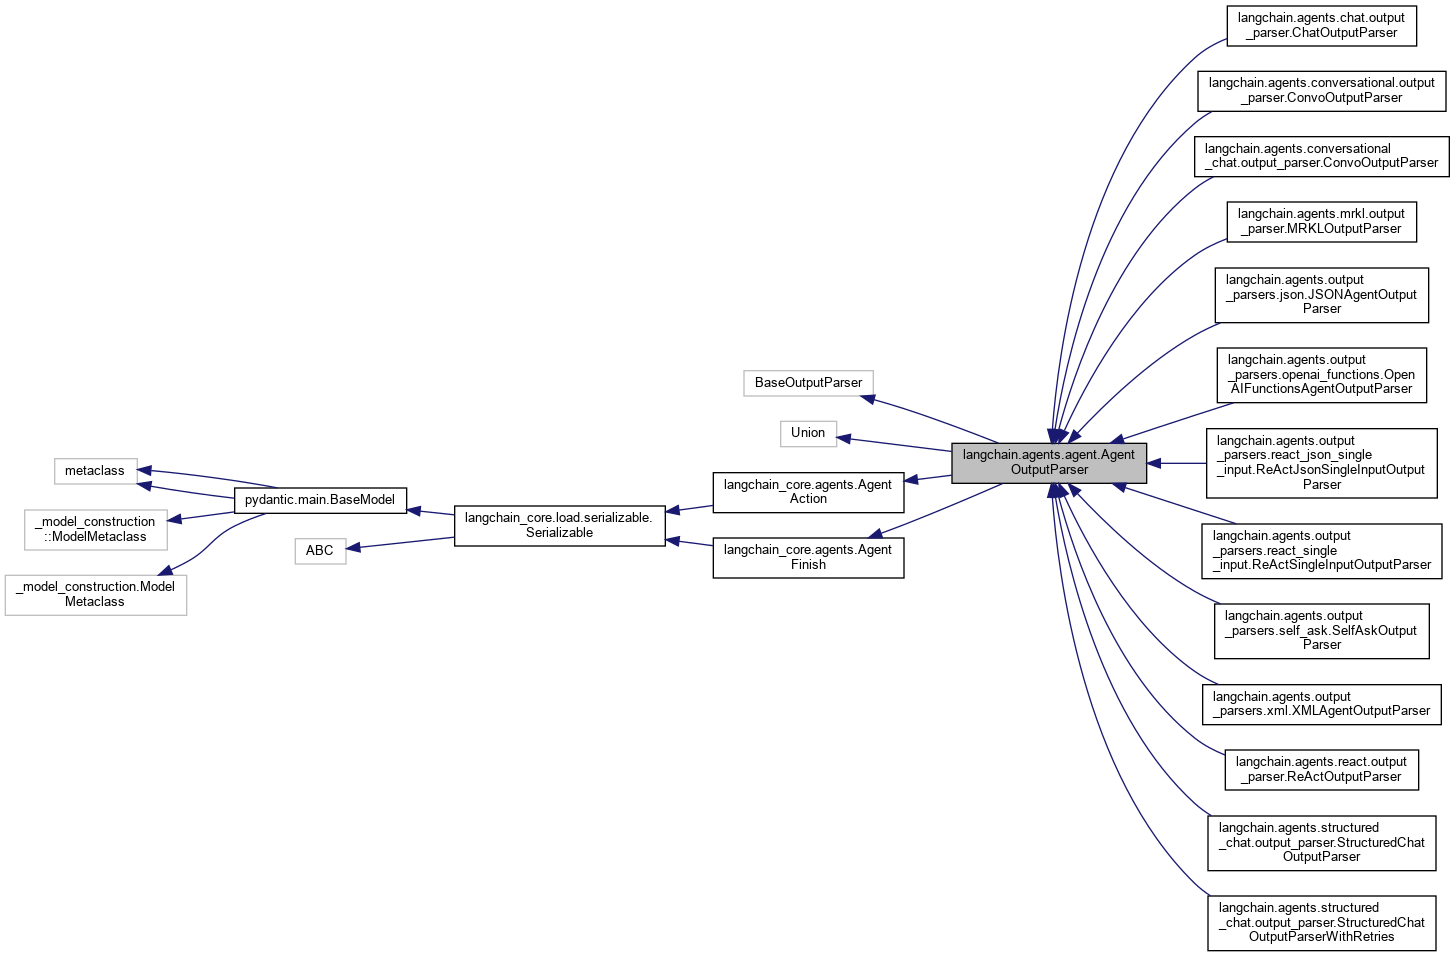 langchain.agents.chat.output
_parser.ChatOutputParser
langchain.agents.conversational.output
_parser.ConvoOutputParser
langchain.agents.conversational
_chat.output_parser.ConvoOutputParser
langchain.agents.mrkl.output
_parser.MRKLOutputParser
langchain.agents.output
_parsers.json.JSONAgentOutput
Parser
langchain.agents.output
_parsers.openai_functions.Open
AIFunctionsAgentOutputParser
langchain.agents.output
_parsers.react_json_single
_input.ReActJsonSingleInputOutput
Parser
langchain.agents.output
_parsers.react_single
_input.ReActSingleInputOutputParser
langchain.agents.output
_parsers.self_ask.SelfAskOutput
Parser
langchain.agents.output
_parsers.xml.XMLAgentOutputParser
langchain.agents.react.output
_parser.ReActOutputParser
langchain.agents.structured
_chat.output_parser.StructuredChat
OutputParser
langchain.agents.structured
_chat.output_parser.StructuredChat
OutputParserWithRetries
BaseOutputParser
Union
langchain.agents.agent.Agent
OutputParser
langchain_core.agents.Agent
Action
langchain_core.agents.Agent
Finish
langchain_core.load.serializable.
Serializable
ABC
pydantic.main.BaseModel
metaclass
_model_construction
::ModelMetaclass
_model_construction.Model
Metaclass